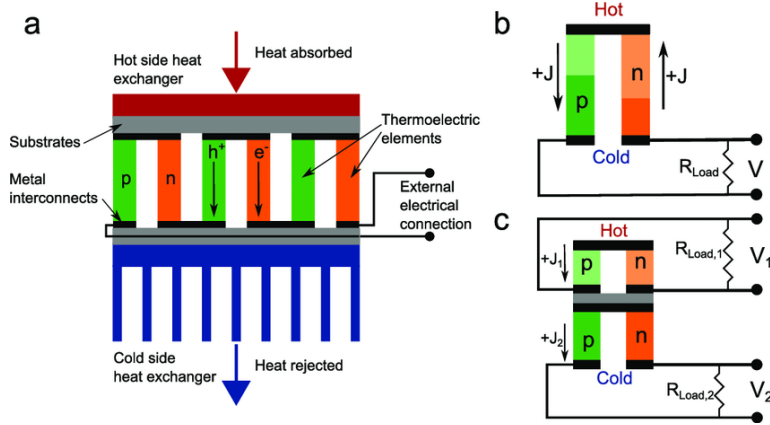 a
Hot side heat
exchanger
Heat absorbed
Substrates
Thermoelectric
elements
Metal
interconnects
p
n
h+
e-
External
electrical
connection
Cold side
heat exchanger
Heat rejected
b
Hot
+J
+J
p
n
Cold
RLoad
V
c
Hot
+J1
p
n
RLoad,1
V1
+J2
p
n
Cold
RLoad,2
V2